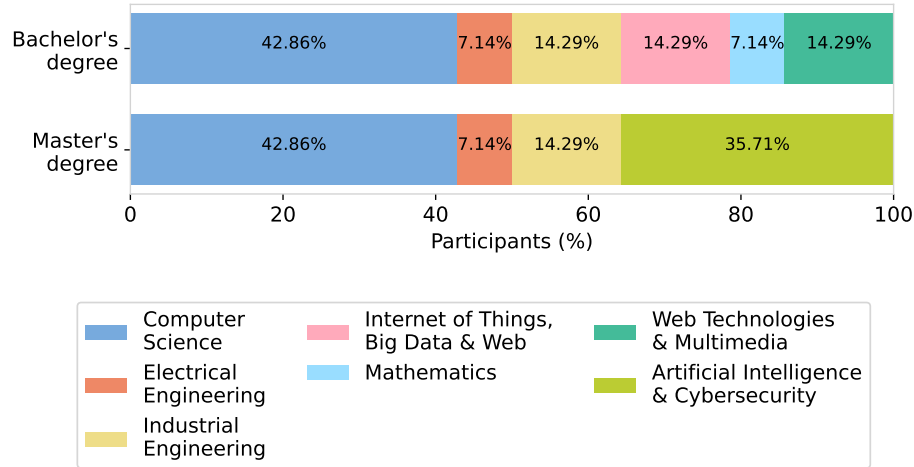 Bachelor's
degree
42.86% 7.14% 14.29% 14.29% 7.14% 14.29%
Master's
degree
42.86% 7.14% 14.29% 35.71%
0 20 40 60 80 100
Participants (%)
Computer
Science
Electrical
Engineering
Industrial
Engineering
Internet of Things,
Big Data & Web
Mathematics
Web Technologies
& Multimedia
Artificial Intelligence
& Cybersecurity